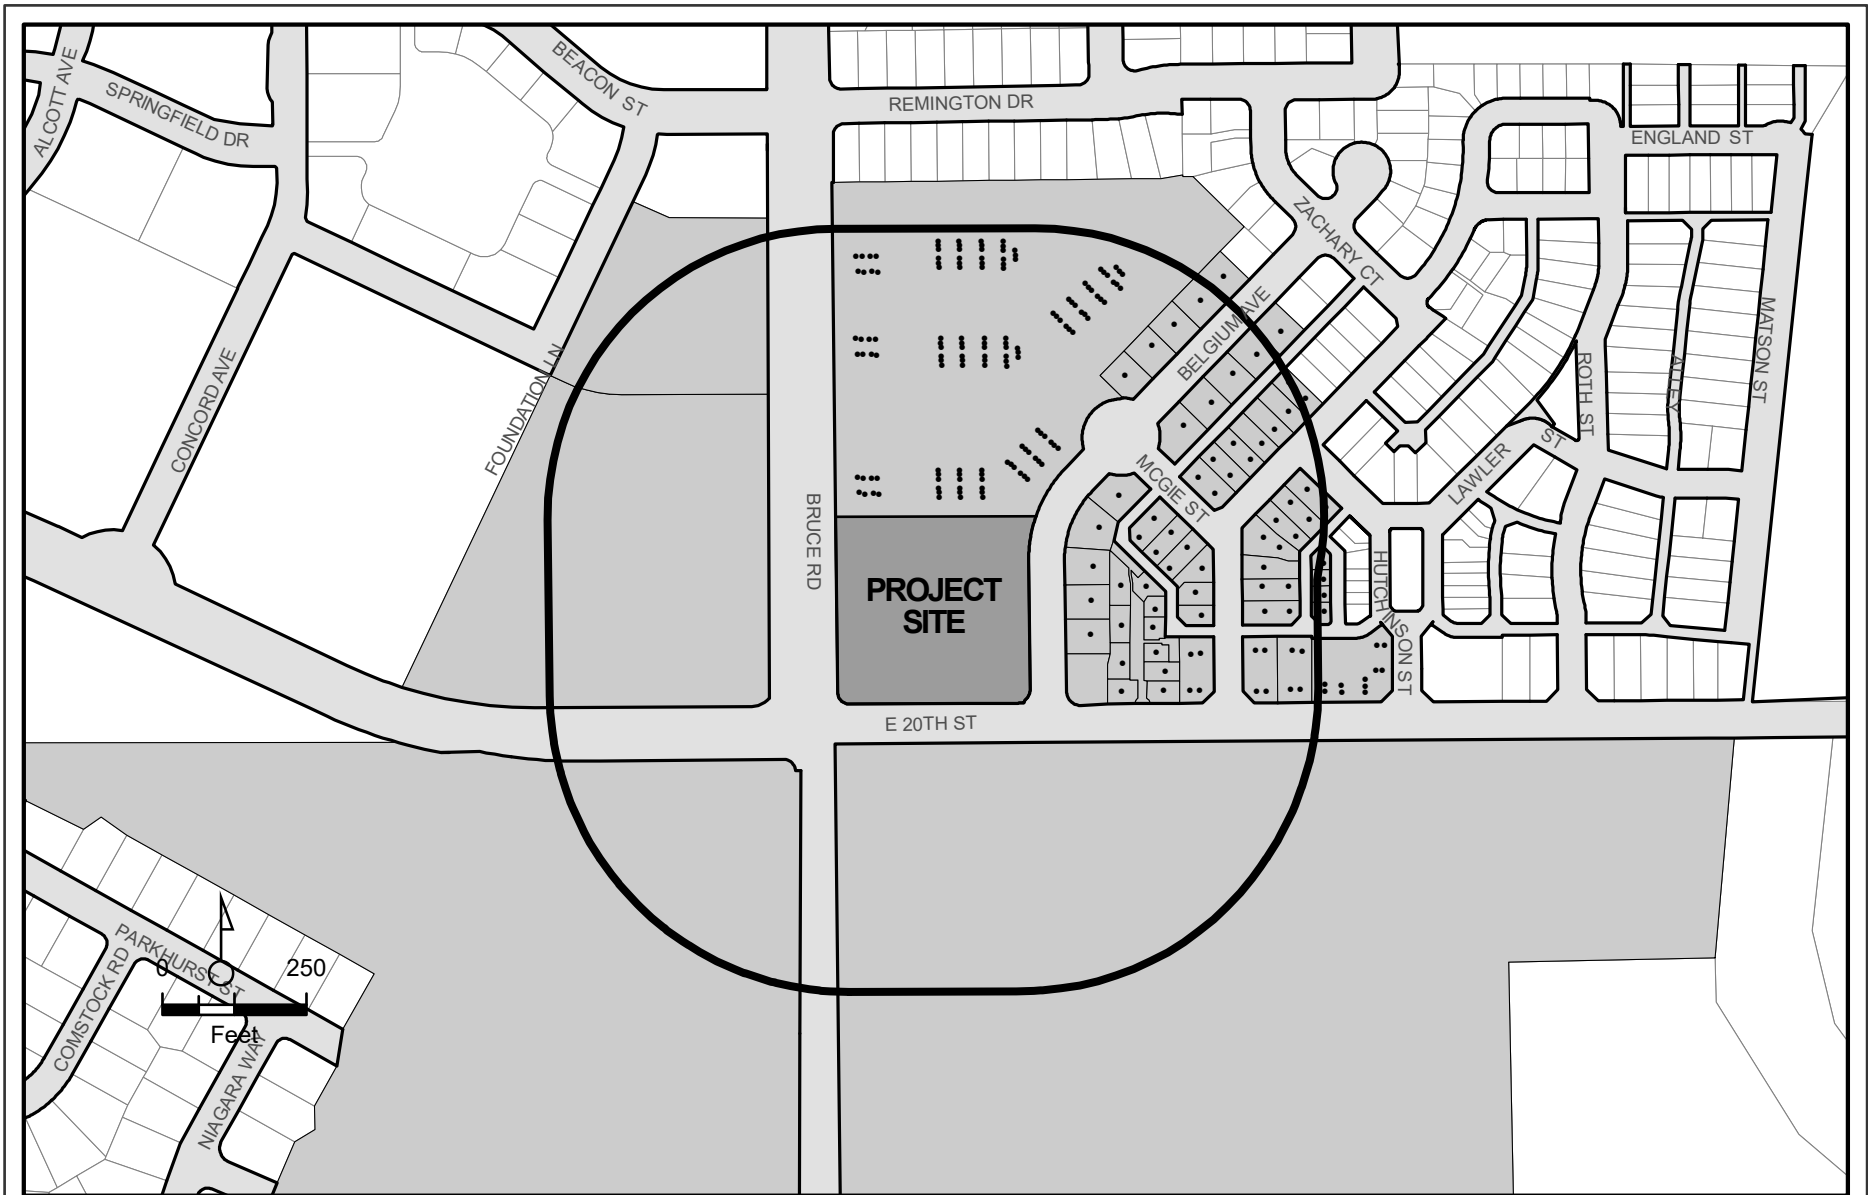 ALCOTT AVE
SPRINGFIELD DR
BEACON ST
REMINGTON DR
ENGLAND ST
ZACHARY CT
BELGIUM AVE
MATSON ST
ROTH ST
ALLEY
CONCORD AVE
FOUNDATION LN
LAWLER ST
MCGIE ST
BRUCE RD
HUTCHINSON ST
PROJECT
SITE
E 20TH ST
PARKHURST ST
COMSTOCK RD
NIAGARA WAY
0 250
Feet